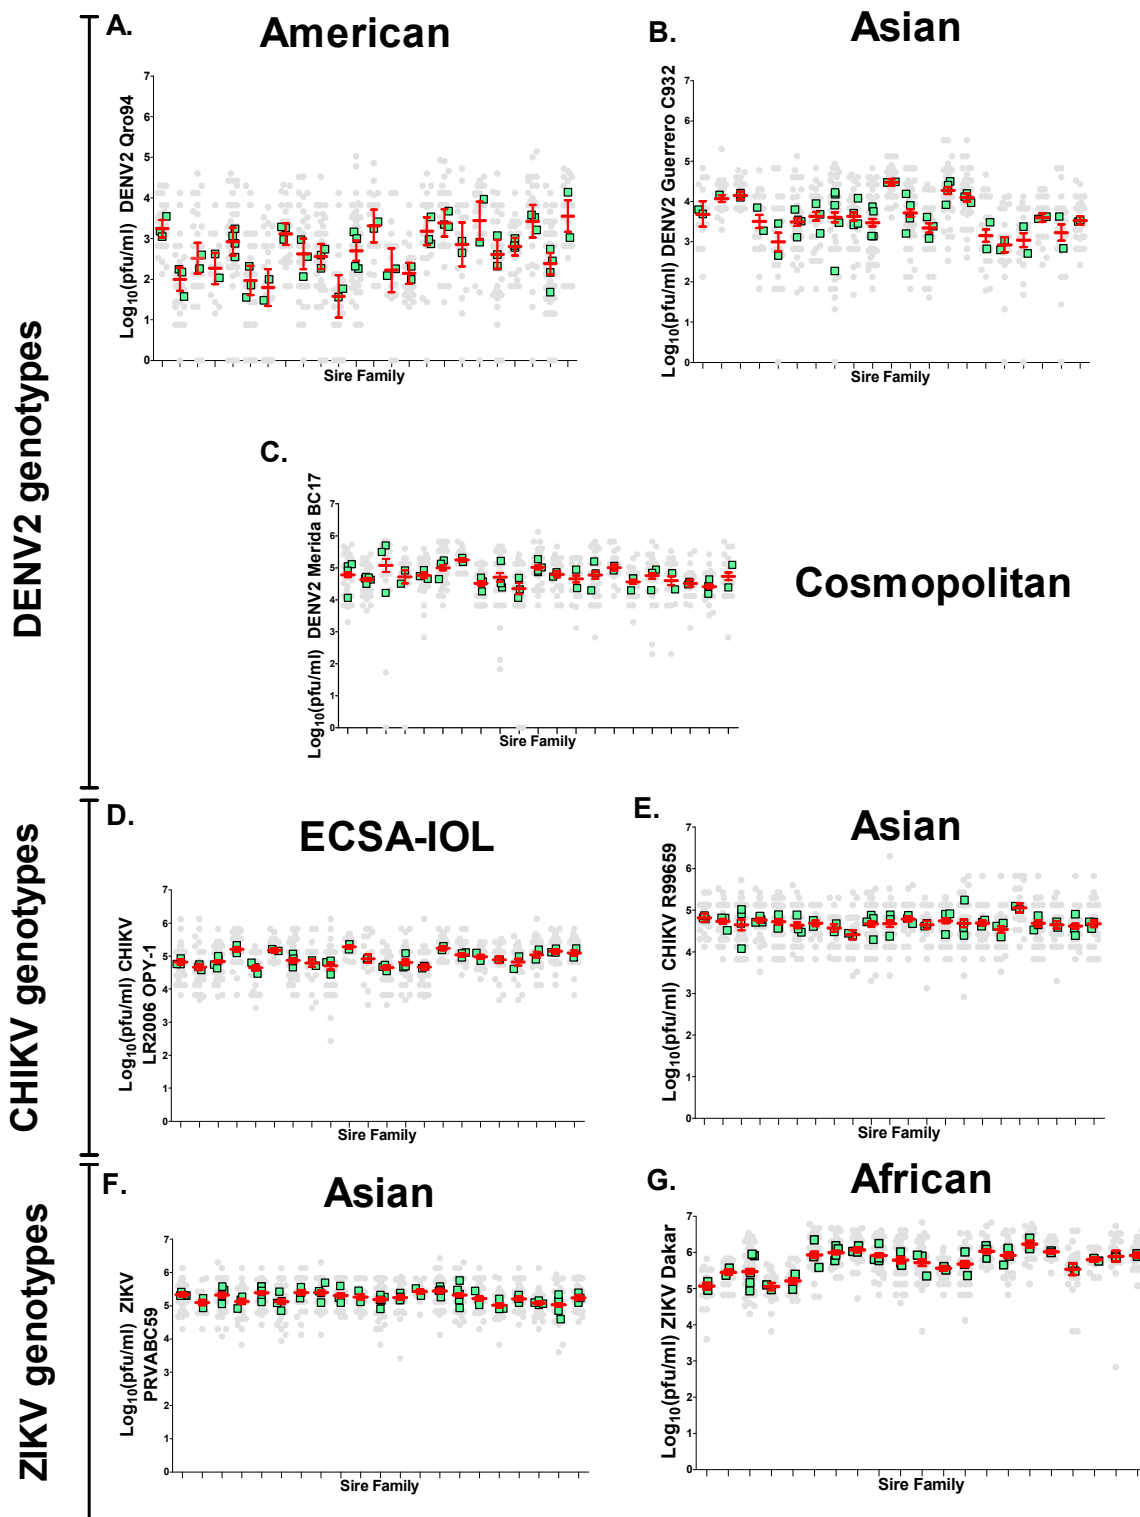 DENV2 genotypes
A.
American
Log10(pfu/ml) DENV2 Qro94
7
6
5
4
3
2
1
0
Sire Family
B.
Asian
Log10(pfu/ml) DENV2 Guerrero C932
7
6
5
4
3
2
1
0
Sire Family
C.
Cosmopolitan
Log10(pfu/ml) DENV2 Merida BC17
7
6
5
4
3
2
1
0
Sire Family
CHIKV genotypes
D.
ECSA-IOL
Log10(pfu/ml) CHIKV
LR2006 OPY-1
7
6
5
4
3
2
1
0
Sire Family
E.
Asian
Log10(pfu/ml) CHIKV R99659
7
6
5
4
3
2
1
0
Sire Family
ZIKV genotypes
F.
Asian
Log10(pfu/ml) ZIKV
PRVABC59
7
6
5
4
3
2
1
0
Sire Family
G.
African
Log10(pfu/ml) ZIKV Dakar
7
6
5
4
3
2
1
0
Sire Family